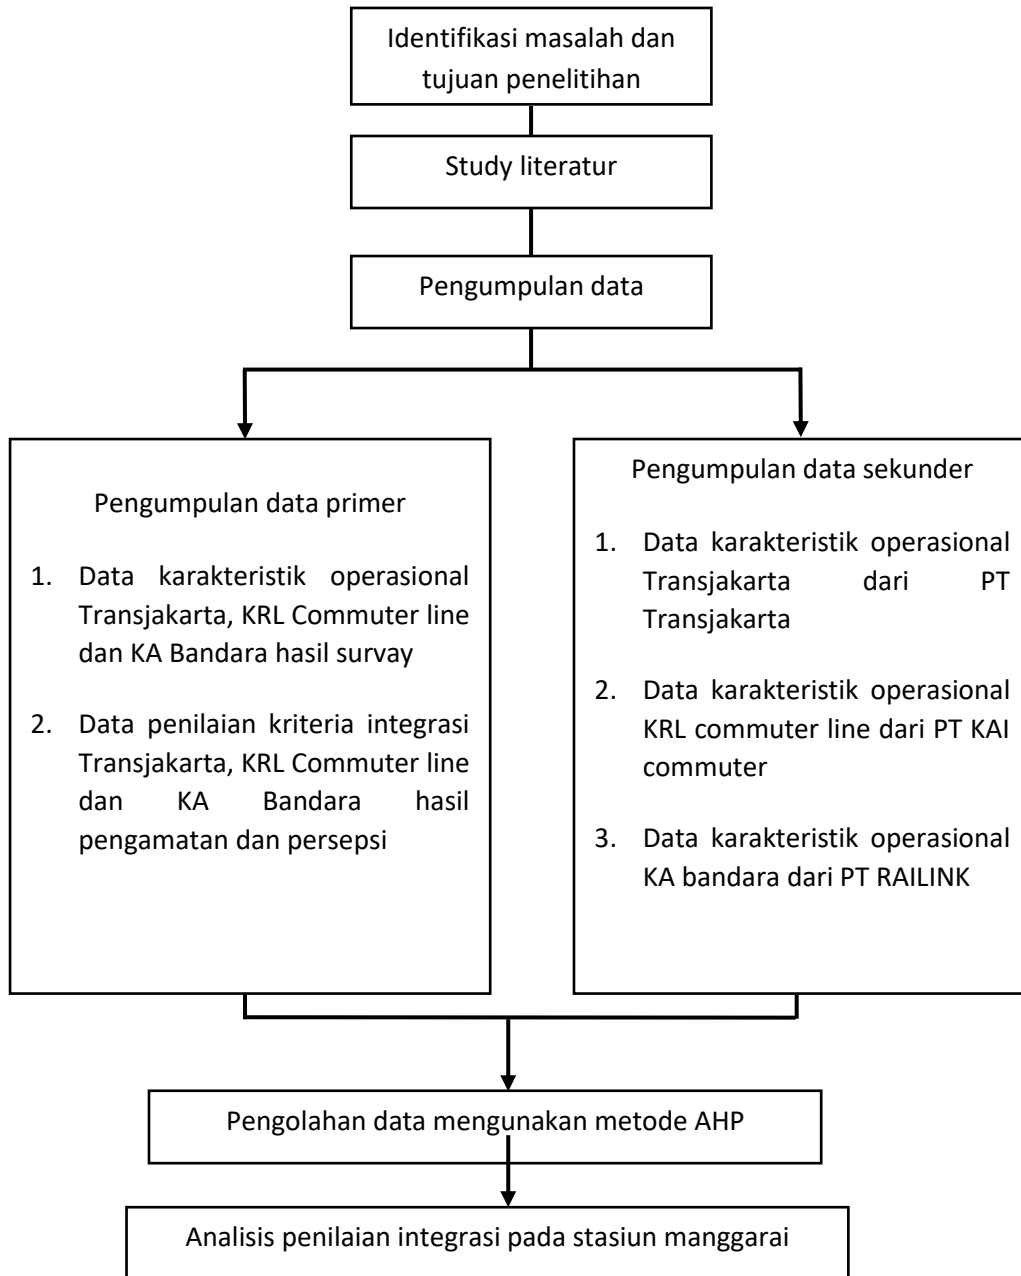 Identifikasi masalah dan
tujuan penelitihan
Study literatur
Pengumpulan data
Pengumpulan data primer
1. Data karakteristik operasional
Transjakarta, KRL Commuter line
dan KA Bandara hasil survay
2. Data penilaian kriteria integrasi
Transjakarta, KRL Commuter line
dan KA Bandara hasil
pengamatan dan persepsi
Pengumpulan data sekunder
1. Data karakteristik operasional
Transjakarta dari PT
Transjakarta
2. Data karakteristik operasional
KRL commuter line dari PT KAI
commuter
3. Data karakteristik operasional
KA bandara dari PT RAILINK
Pengolahan data mengunakan metode AHP
Analisis penilaian integrasi pada stasiun manggarai